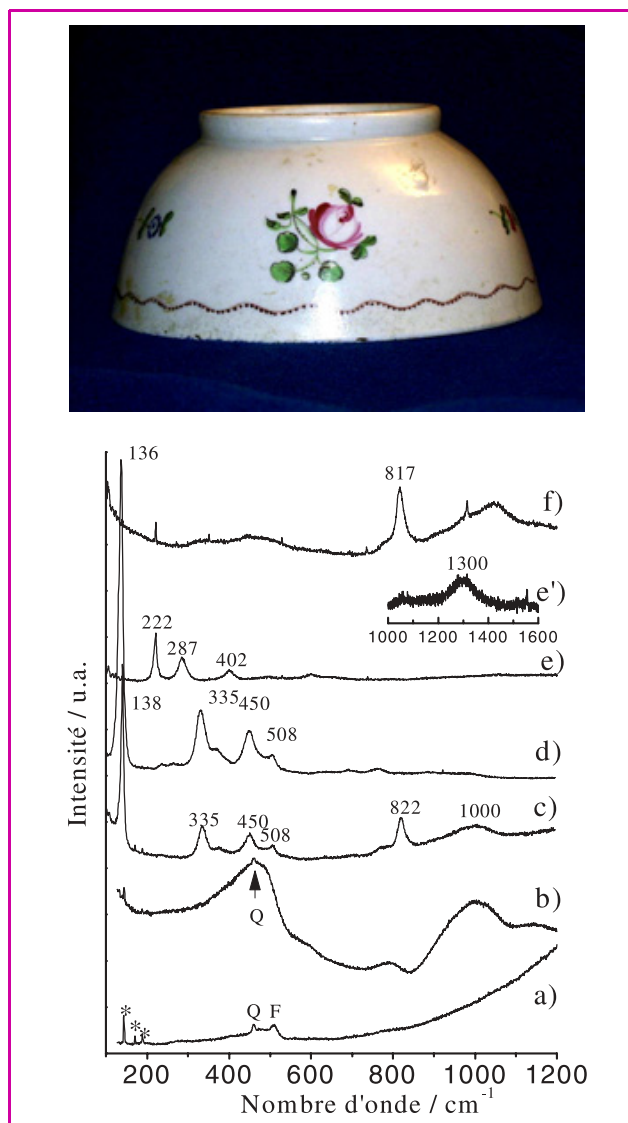 136
817
f)
1300
e')
1000 1200 1400 1600
222
287
402
e)
138
335 450
508
d)
335
450
508
822
1000
c)
b)
Q
a)
Q F
* * *
200 400 600 800 1000 1200
Nombre d'onde / cm⁻¹
Intensité / u.a.